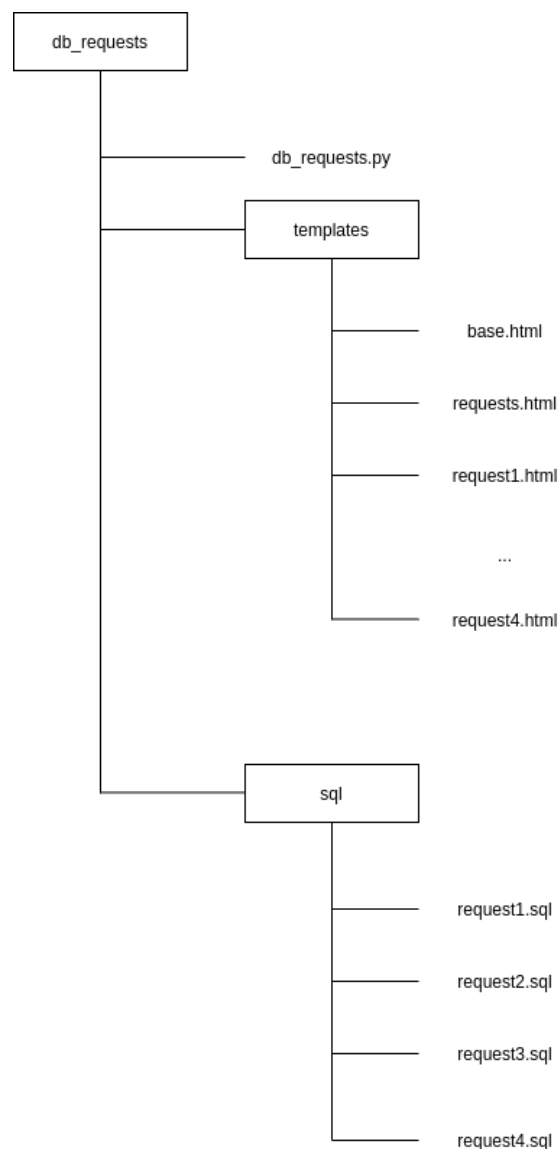 db_requests
db_requests.py
templates
base.html
requests.html
request1.html
...
request4.html
sql
request1.sql
request2.sql
request3.sql
request4.sql